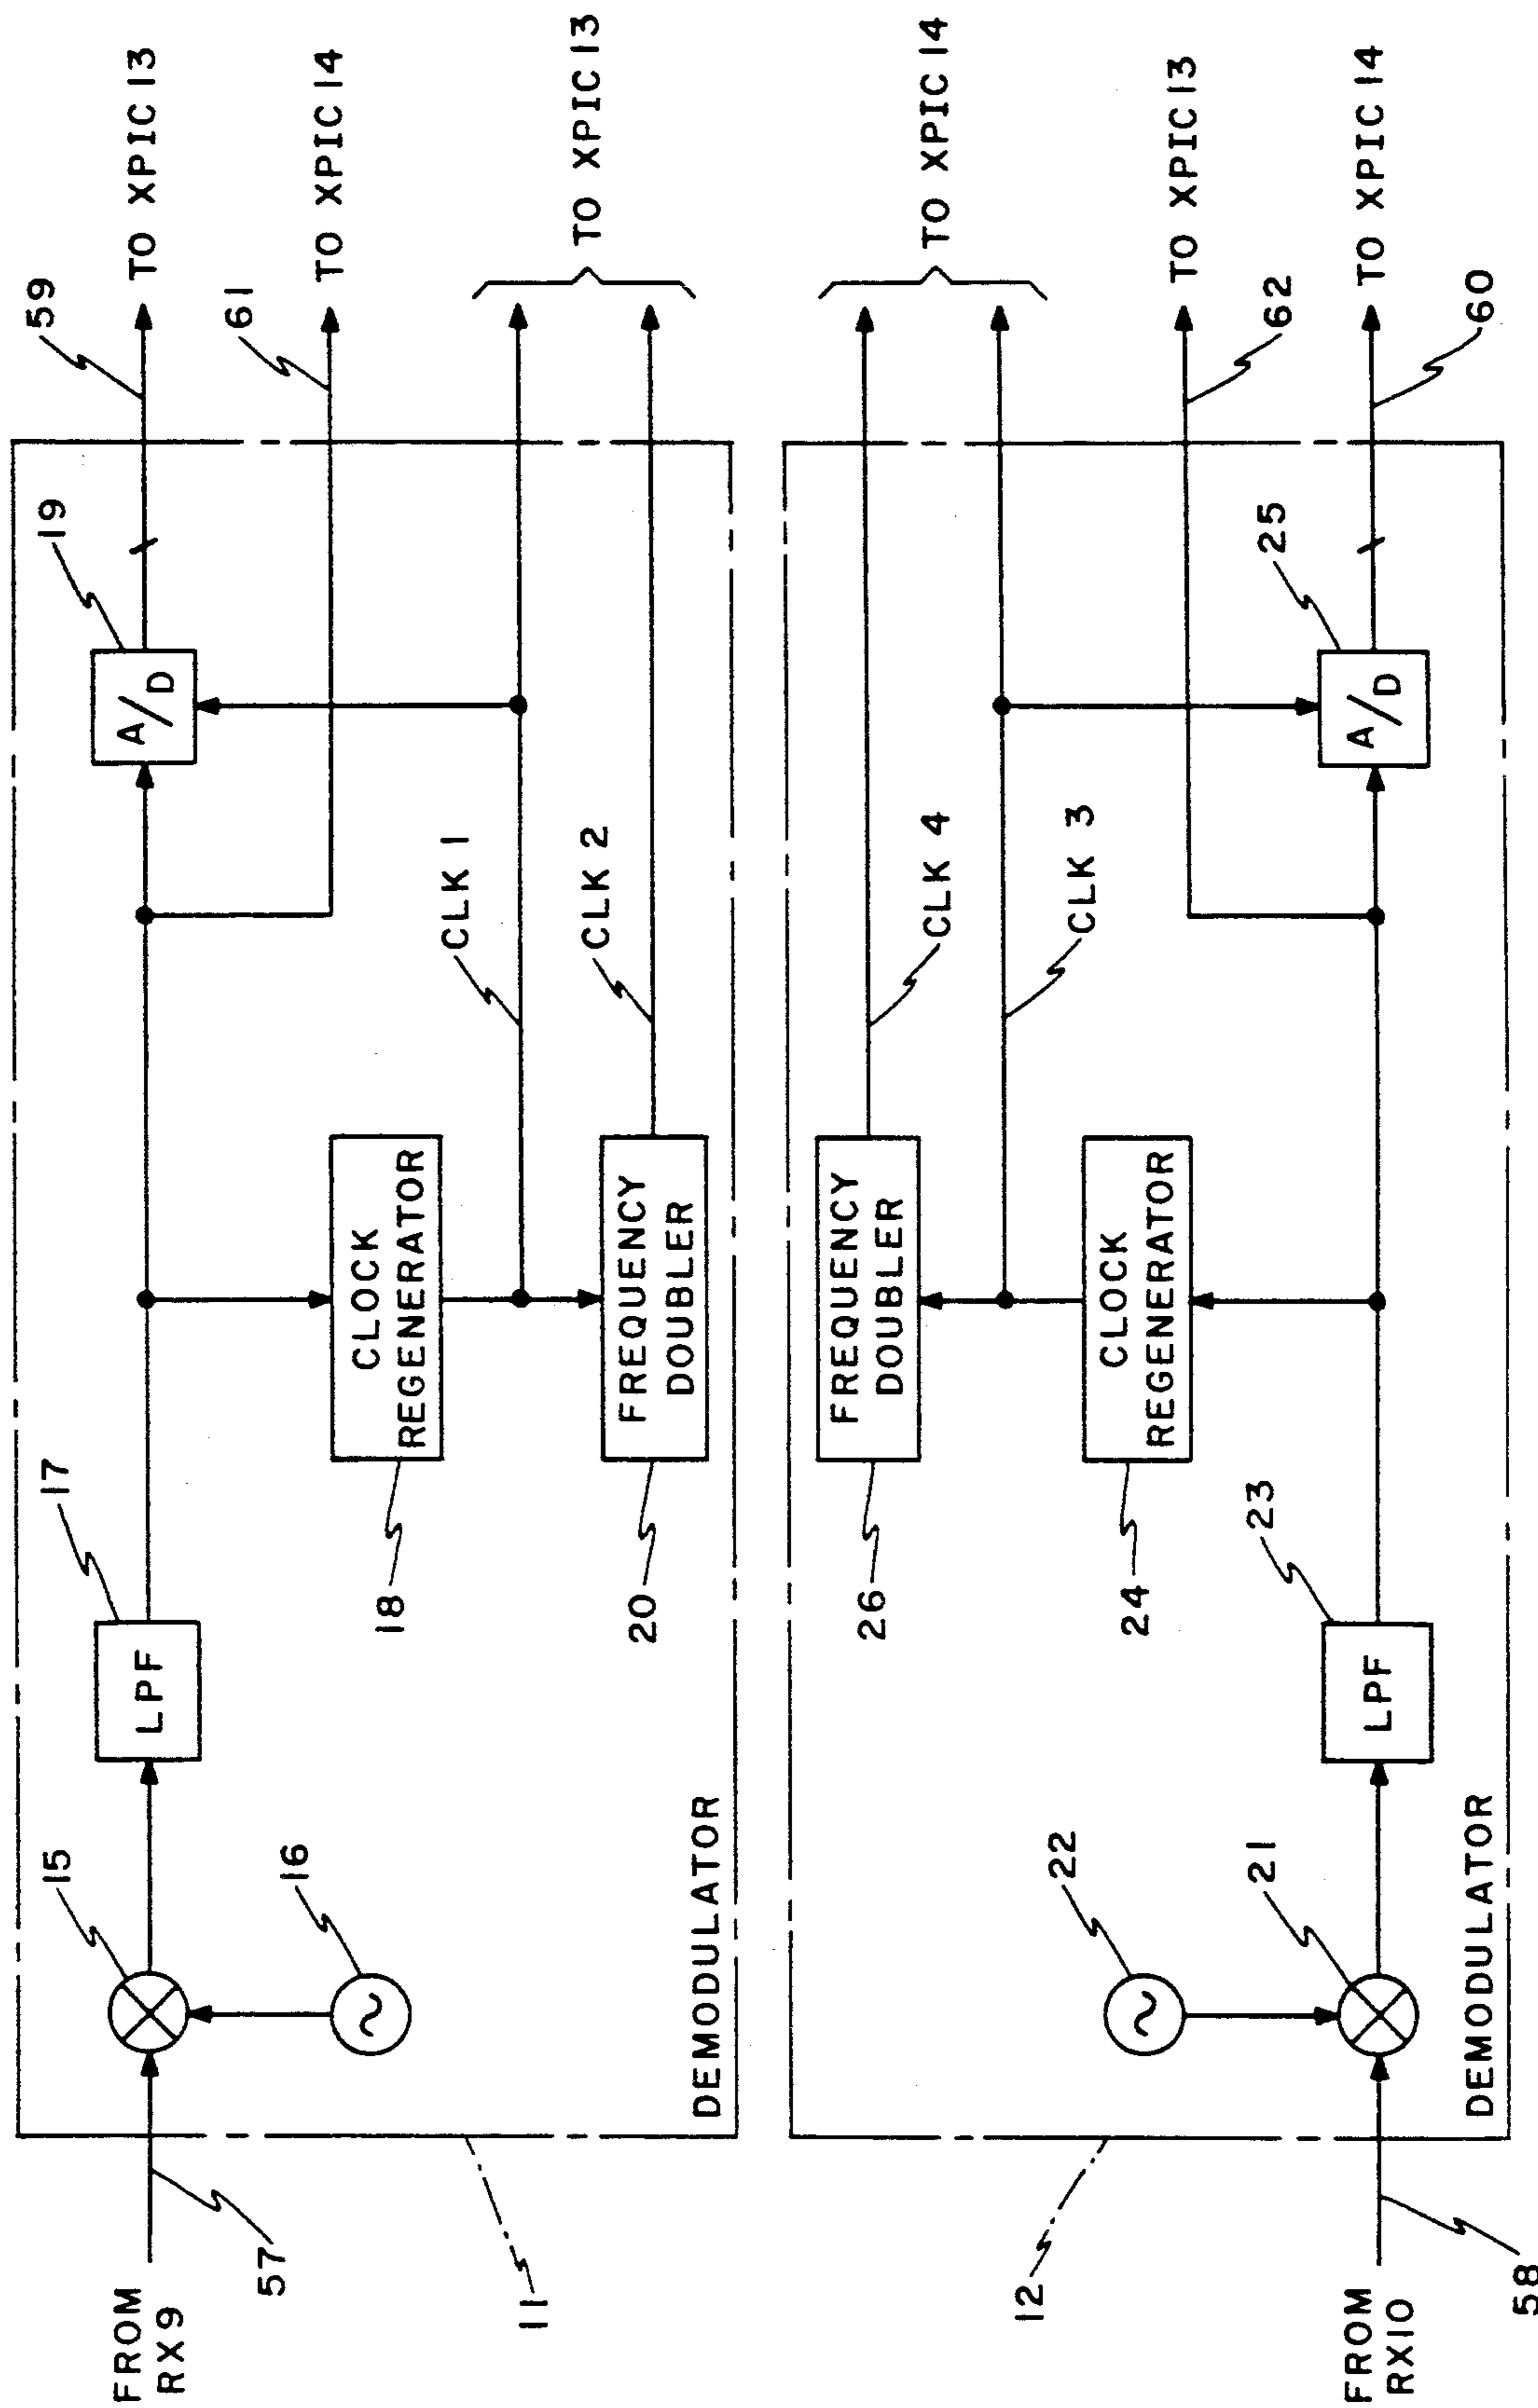 FROM
RX9
57
11
15
16
17
LPF
18
CLOCK
REGENERATOR
20
FREQUENCY
DOUBLER
CLK 1
CLK 2
19
A/D
59
TO XPIC 13
61
TO XPIC 14
TO XPIC 13
DEMODULATOR
FROM
RX10
58
12
22
21
23
LPF
26
FREQUENCY
DOUBLER
24
CLOCK
REGENERATOR
CLK 4
CLK 3
25
A/D
TO XPIC 14
62
TO XPIC 13
60
TO XPIC 14
DEMODULATOR